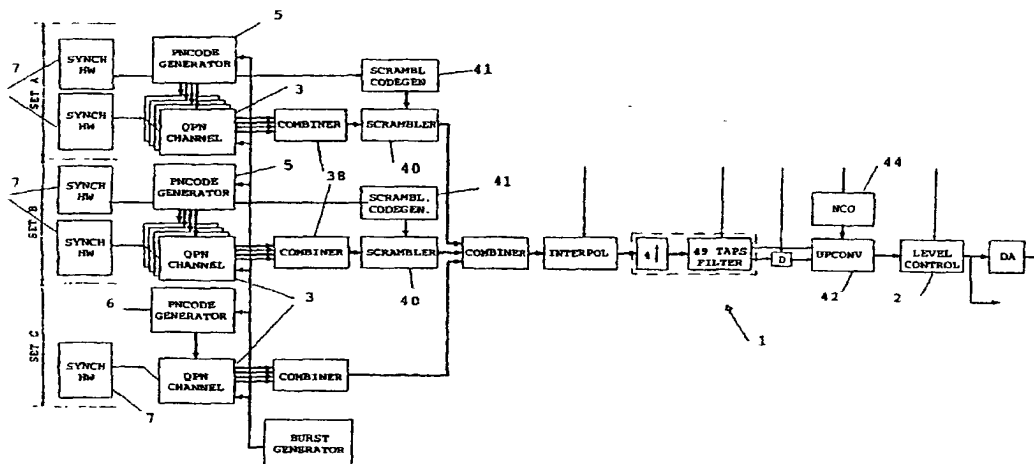 5
7
SET A
SYNCH
HW
PNCODE
GENERATOR
SCRAMBL
CODEGEN
41
SYNCH
HW
3
QPN
CHANNEL
COMBINER
SCRAMBLER
40
5
7
SET B
SYNCH
HW
PNCODE
GENERATOR
38
SCRAMBL.
CODEGEN.
41
44
NCO
SYNCH
HW
QPN
CHANNEL
COMBINER
SCRAMBLER
40
COMBINER
INTERPOL
4
49 TAPS
FILTER
D
UPCONV
42
LEVEL
CONTROL
2
DA
1
6
PNCODE
GENERATOR
3
SET C
SYNCH
HW
7
QPN
CHANNEL
COMBINER
BURST
GENERATOR